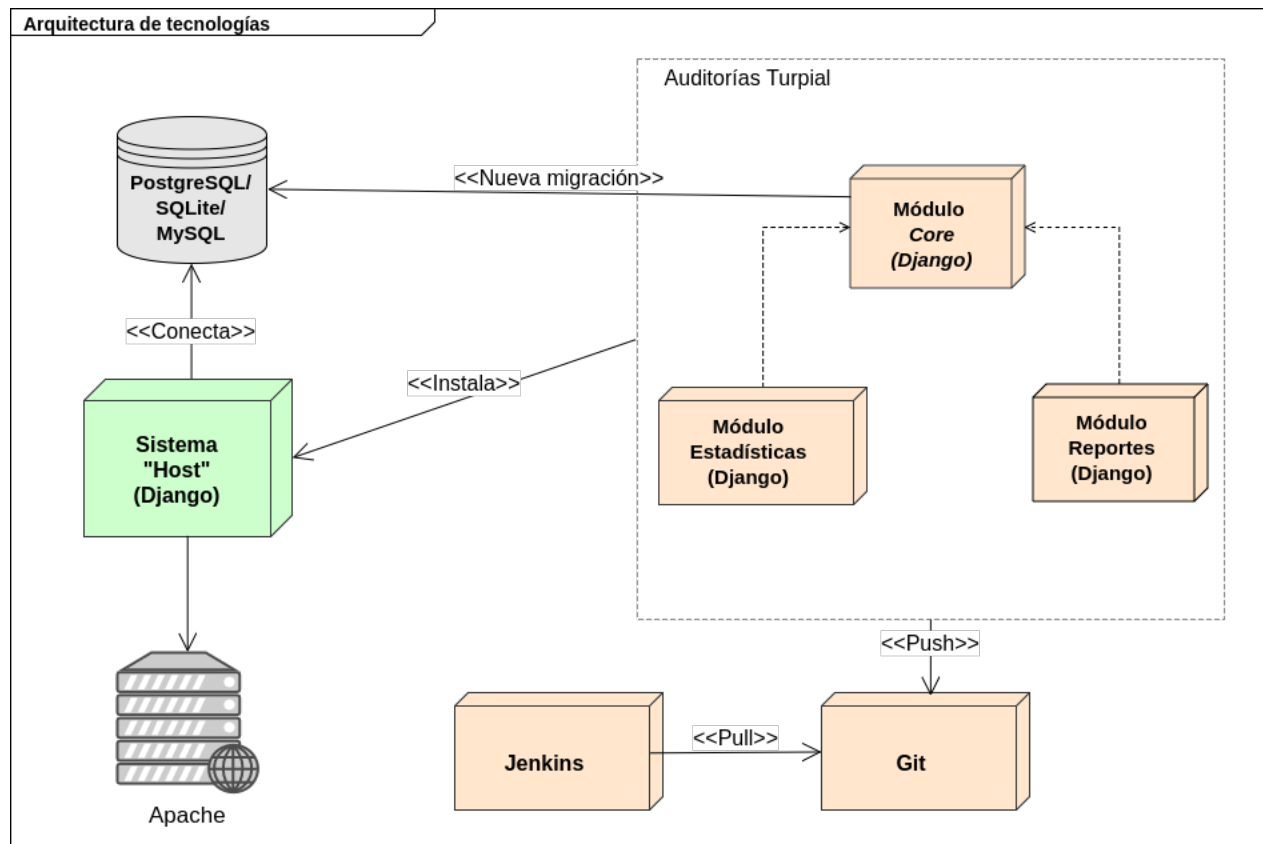 Arquitectura de tecnologías
Auditorías Turpial
PostgreSQL/
SQLite/
MySQL
<<Nueva migración>>
Módulo
Core
(Django)
<<Conecta>>
<<Instala>>
Sistema
"Host"
(Django)
Módulo
Estadísticas
(Django)
Módulo
Reportes
(Django)
<<Push>>
Jenkins
<<Pull>>
Git
Apache